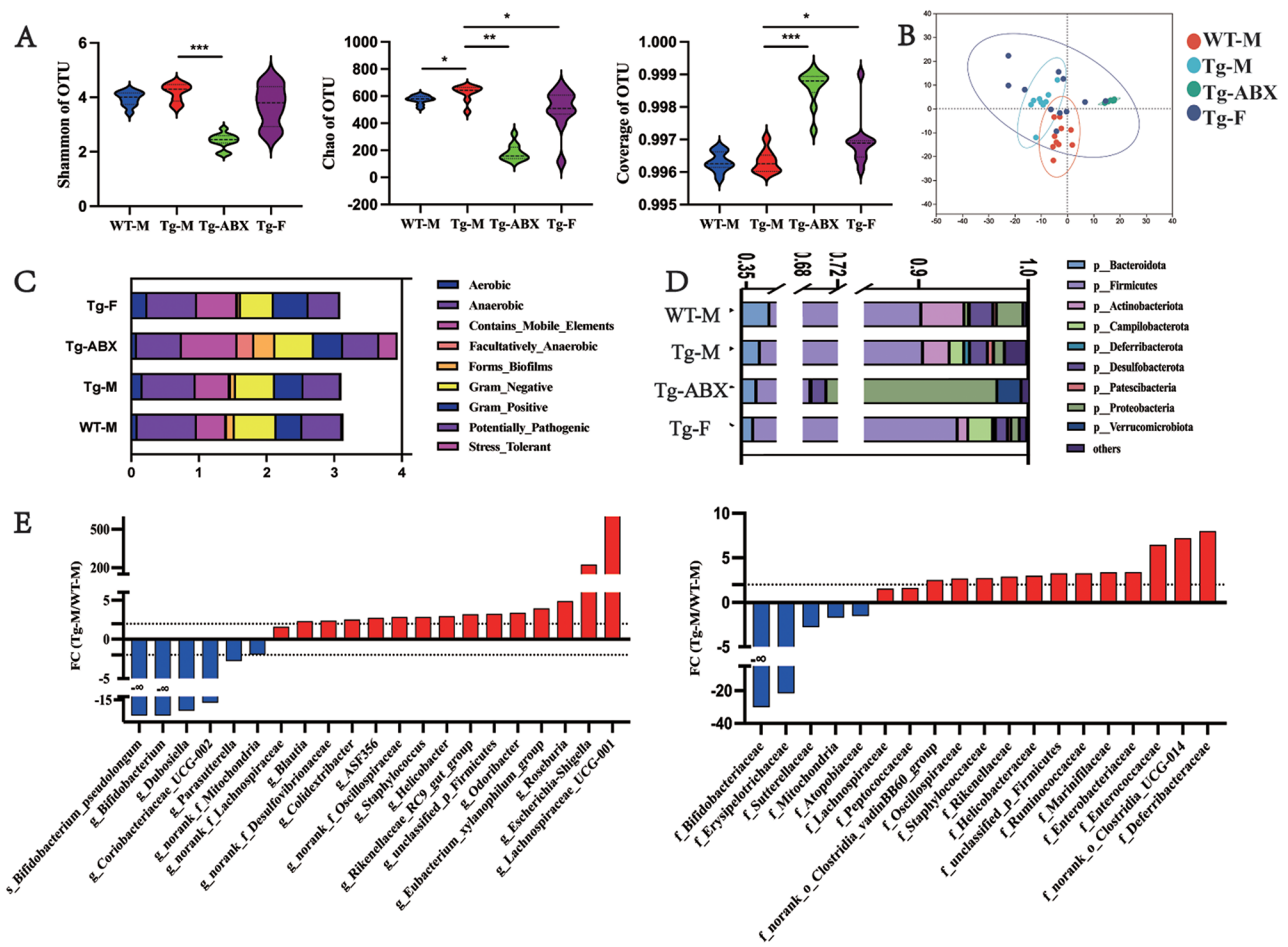 A
Shammon of OTU
6
4
2
0
***
WT-M Tg-M Tg-ABX Tg-F
Chao of OTU
1000
800
600
400
200
0
-200
*
**
*
WT-M Tg-M Tg-ABX Tg-F
Coverage of OTU
1.000
0.999
0.998
0.997
0.996
0.995
*
***
WT-M Tg-M Tg-ABX Tg-F
B
40
30
20
10
0
-10
-20
-30
-40
-50 -40 -30 -20 -10 0 10 20 30 40
WT-M
Tg-M
Tg-ABX
Tg-F
C
Tg-F
Tg-ABX
Tg-M
WT-M
0 1 2 3 4
Aerobic
Anaerobic
Contains_Mobile_Elements
Facultatively_Anaerobic
Forms_Biofilms
Gram_Negative
Gram_Positive
Potentially_Pathogenic
Stress_Tolerant
D
0.35 0.68 0.72 0.9 1.0
WT-M
Tg-M
Tg-ABX
Tg-F
p__Bacteroidota
p__Firmicutes
p__Actinobacteriota
p__Campilobacterota
p__Deferribacterota
p__Desulfobacterota
p__Patescibacteria
p__Proteobacteria
p__Verrucomicrobiota
others
E
FC (Tg-M/WT-M)
500
200
5
0
-5
-15
-∞ -∞
s_Bifidobacterium_pseudolongum
g_Bifidobacterium
g_Dubosiella
g_Coriobacteriaceae_UCG-002
g_Parasutterella
g_norank_f_Mitochondria
g_norank_f_Lachnospiraceae
g_Blautia
g_norank_f_Desulfovibrionaceae
g_Colidextribacter
g_ASF356
g_norank_f_Oscillospiraceae
g_Staphylococcus
g_Helicobacter
g_Rikenellaceae_RC9_gut_group
g_unclassified_p_Firmicutes
g_Odoribacter
g_Eubacterium_xylanophilum_group
g_Roseburia
g_Escherichia-Shigella
g_Lachnospiraceae_UCG-001
FC (Tg-M/WT-M)
10
5
0
-5
-20
-40
-∞
f_Bifidobacteriaceae
f_Erysipelotrichaceae
f_Sutterellaceae
f_Mitochondria
f_Atopobiaceae
f_Lachnospiraceae
f_Peptococcaceae
f_norank_o_Clostridia_vadinBB60_group
f_Oscillospiraceae
f_Staphylococcaceae
f_Rikenellaceae
f_Helicobacteraceae
f_unclassified_p_Firmicutes
f_Ruminococcaceae
f_Marinifilaceae
f_Enterobacteriaceae
f_Enterococcaceae
f_norank_o_Clostridia_UCG-014
f_Deferribacteraceae